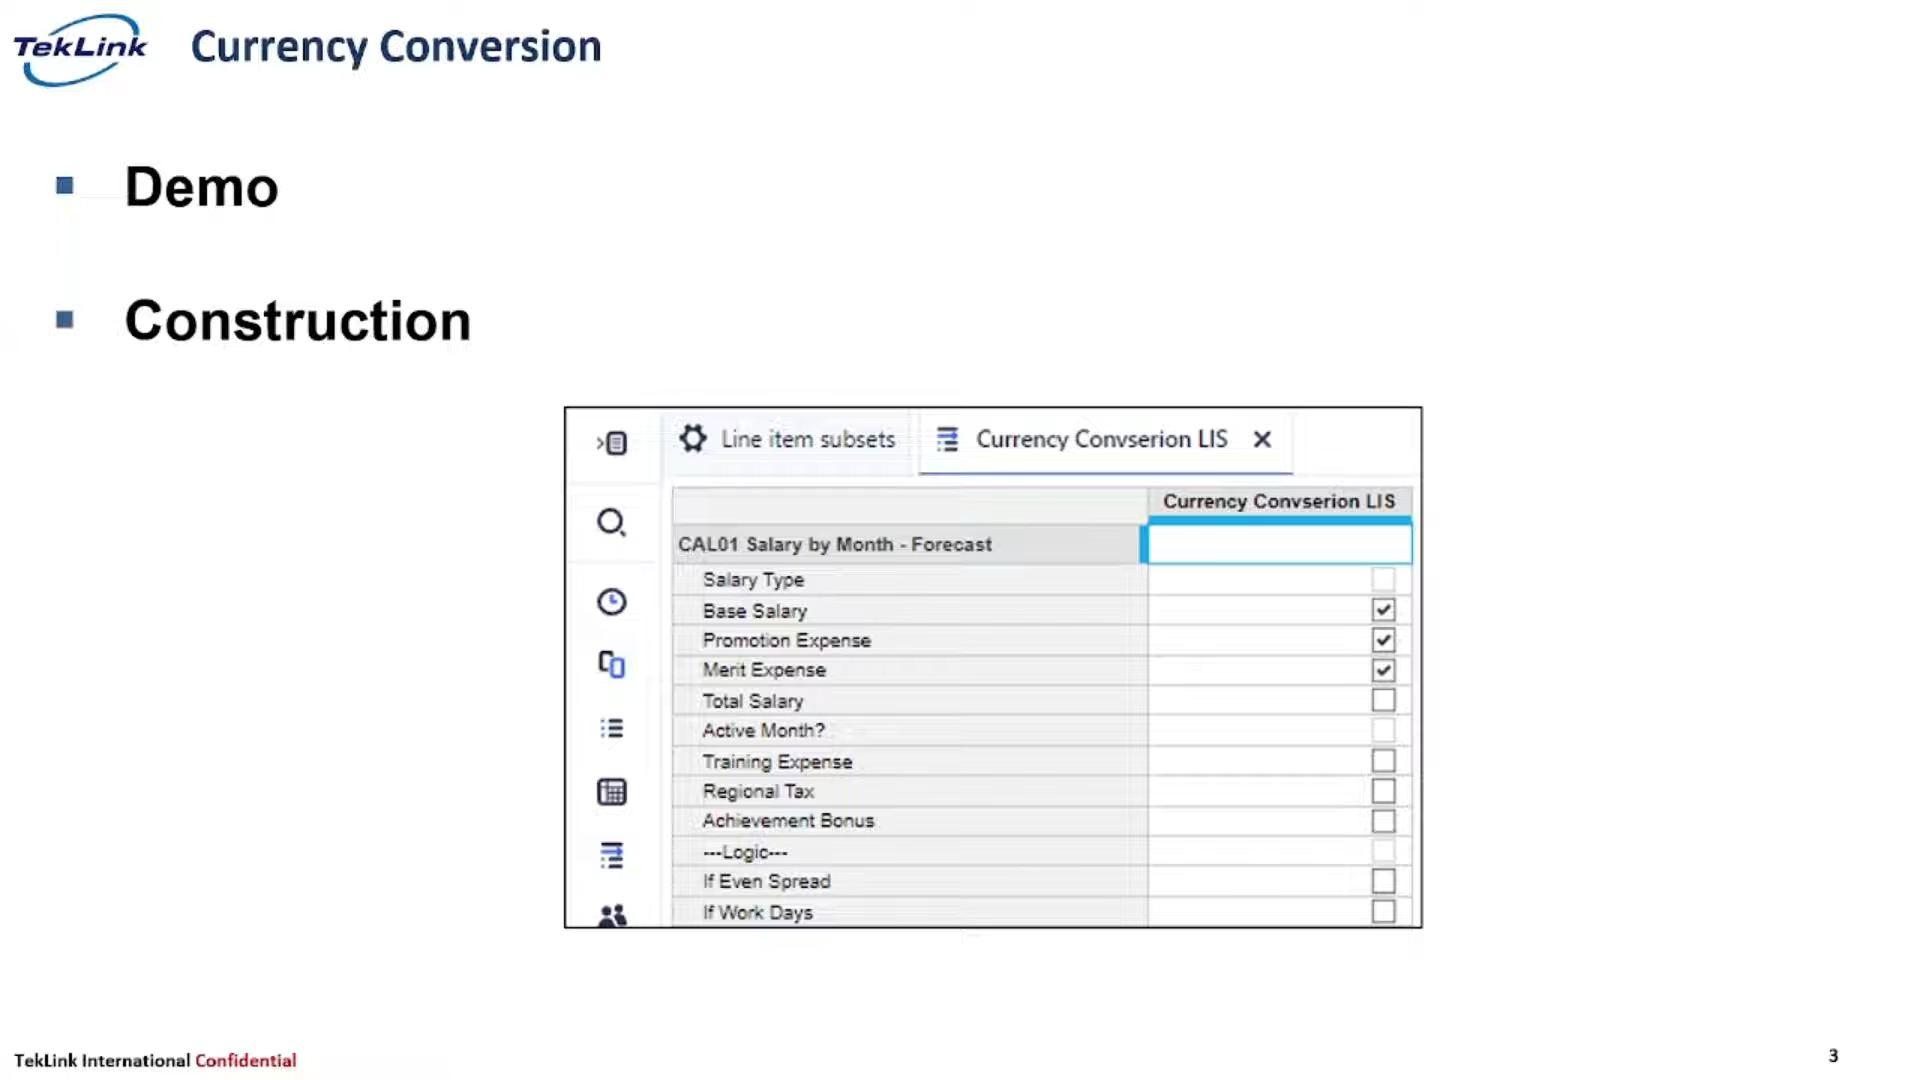 TekLink
Currency Conversion
Demo
Construction
Line item subsets
Currency Convserion LIS
Currency Convserion LIS
CAL01 Salary by Month - Forecast
Salary Type
Base Salary
Promotion Expense
Merit Expense
Total Salary
Active Month?
Training Expense
Regional Tax
Achievement Bonus
---Logic---
If Even Spread
If Work Days
TekLink International Confidential
3